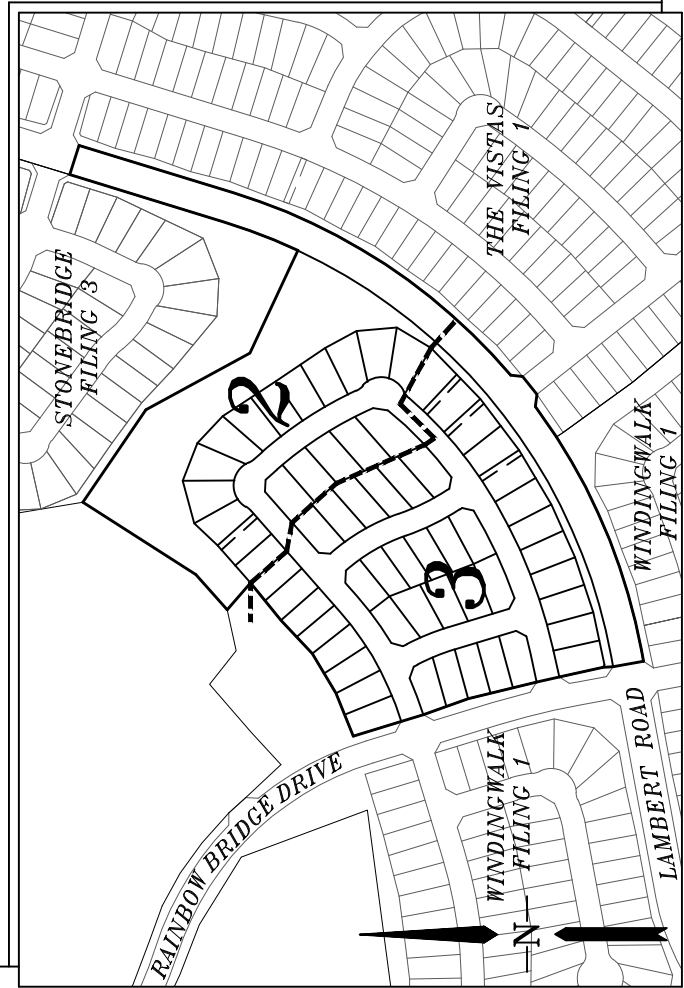 THE VISTAS
FILING 1
STONEBRIDGE
FILING 3
2
WINDINGWALK
FILING 1
3
LAMBERT ROAD
WINDINGWALK
FILING 1
RAINBOW BRIDGE DRIVE
N